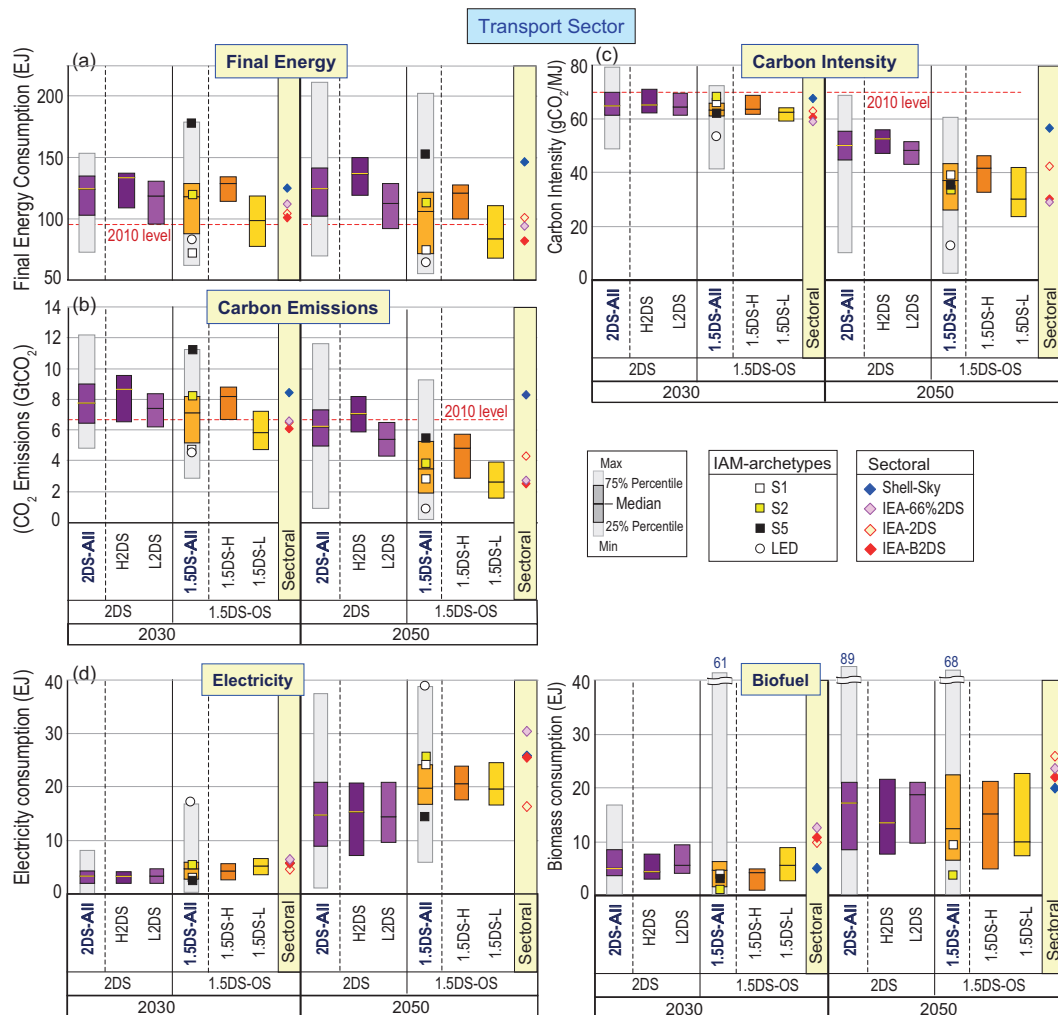 Transport Sector
(a)
Final Energy
Final Energy Consumption (EJ)
200
150
100
50
2010 level
(b)
Carbon Emissions
(CO₂ Emissions (GtCO₂)
14
12
10
8
6
4
2
0
2010 level
2DS-All
H2DS
L2DS
1.5DS-All
1.5DS-H
1.5DS-L
Sectoral
2DS-All
H2DS
L2DS
1.5DS-All
1.5DS-H
1.5DS-L
Sectoral
2DS
1.5DS-OS
2DS
1.5DS-OS
2030
2050
(c)
Carbon Intensity
Carbon Intensity (gCO₂/MJ)
80
60
40
20
0
2010 level
2DS-All
H2DS
L2DS
1.5DS-All
1.5DS-H
1.5DS-L
Sectoral
2DS-All
H2DS
L2DS
1.5DS-All
1.5DS-H
1.5DS-L
Sectoral
2DS
1.5DS-OS
2DS
1.5DS-OS
2030
2050
Max
75% Percentile
Median
25% Percentile
Min
IAM-archetypes
S1
S2
S5
LED
Sectoral
Shell-Sky
IEA-66%2DS
IEA-2DS
IEA-B2DS
(d)
Electricity
Electricity consumption (EJ)
40
30
20
10
0
2DS-All
H2DS
L2DS
1.5DS-All
1.5DS-H
1.5DS-L
Sectoral
2DS-All
H2DS
L2DS
1.5DS-All
1.5DS-H
1.5DS-L
Sectoral
2DS
1.5DS-OS
2DS
1.5DS-OS
2030
2050
61
Biofuel
89
68
Biomass consumption (EJ)
40
30
20
10
0
2DS-All
H2DS
L2DS
1.5DS-All
1.5DS-H
1.5DS-L
Sectoral
2DS-All
H2DS
L2DS
1.5DS-All
1.5DS-H
1.5DS-L
Sectoral
2DS
1.5DS-OS
2DS
1.5DS-OS
2030
2050